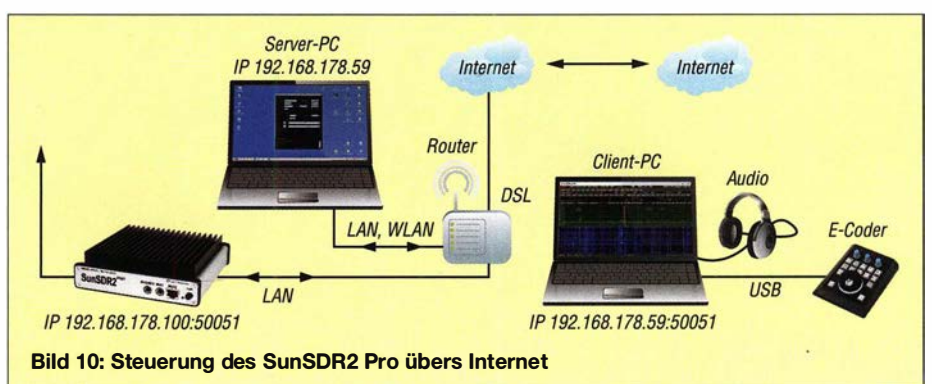 Server-PC
IP 192.168.178.59
Internet
Internet
Router
Client-PC
DSL
Audio
LAN, WLAN
E-Coder
SunSDR2
LAN
USB
IP 192.168.178.100:50051
IP 192.168.178.59:50051
Bild 10: Steuerung des SunSDR2 Pro übers Internet